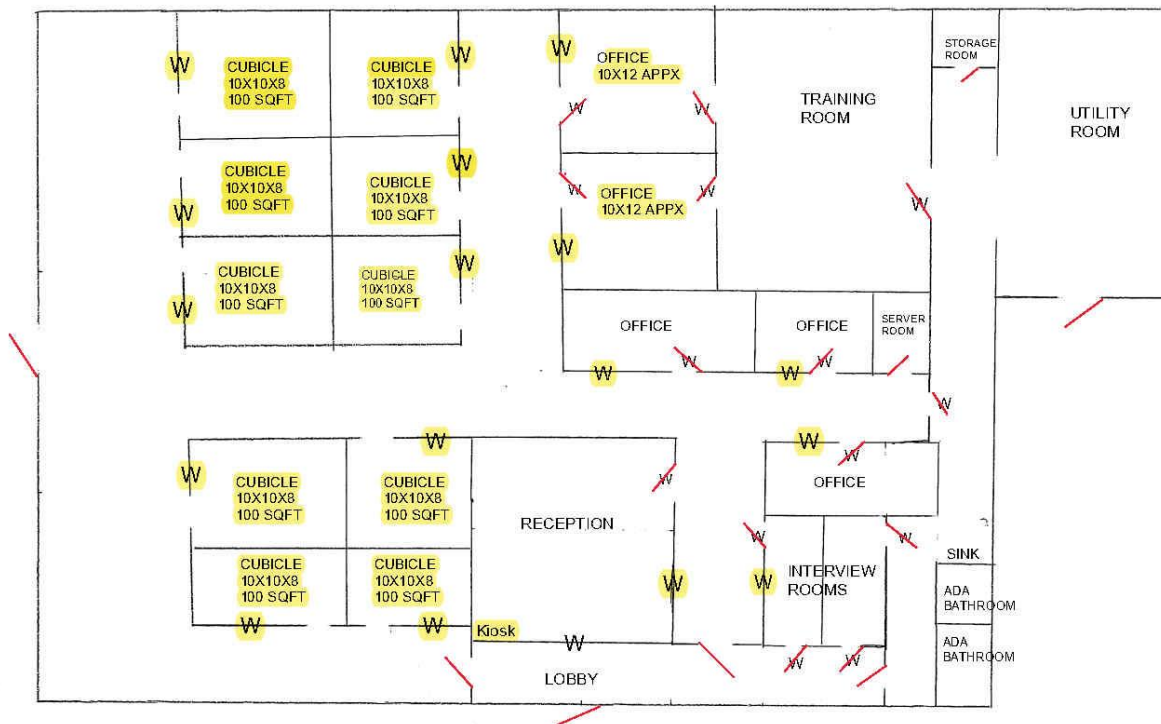 W
CUBICLE
10X10X8
100 SQFT
CUBICLE
10X10X8
100 SQFT
W
W
OFFICE
10X12 APPX
W
W
TRAINING
ROOM
STORAGE
ROOM
UTILITY
ROOM
W
CUBICLE
10X10X8
100 SQFT
CUBICLE
10X10X8
100 SQFT
W
W
OFFICE
10X12 APPX
W
W
W
W
CUBICLE
10X10X8
100 SQFT
CUBIGLE
10X10X8
100 SQFT
W
W
OFFICE
W
W
OFFICE
W
W
SERVER
ROOM
W
W
W
CUBICLE
10X10X8
100 SQFT
CUBICLE
10X10X8
100 SQFT
RECEPTION
W
W
W
OFFICE
CUBICLE
10X10X8
100 SQFT
CUBICLE
10X10X8
100 SQFT
W
W
W
W
W
INTERVIEW
ROOMS
W
SINK
ADA
BATHROOM
ADA
BATHROOM
Kiosk
W
LOBBY
W
W